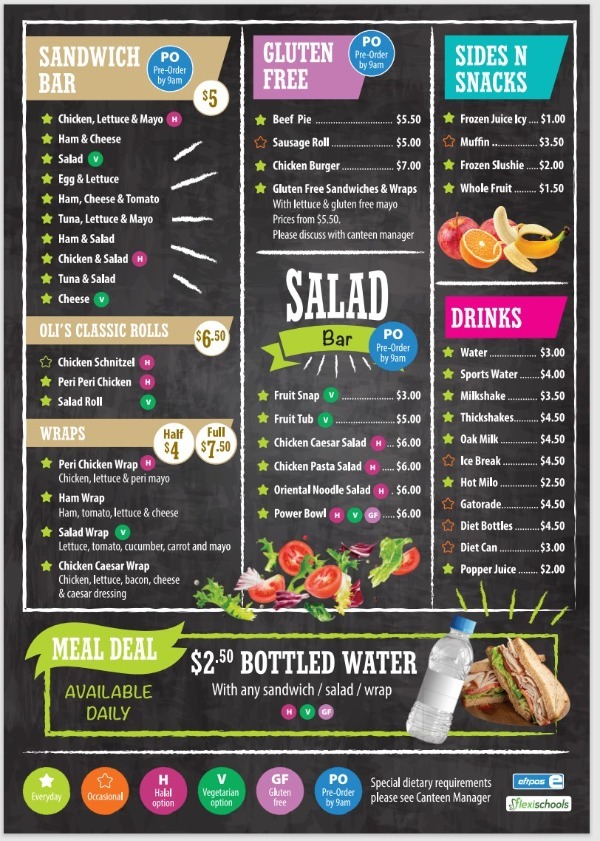 SANDWICH
BAR
PO
Pre-Order
by 9am
$5
Chicken, Lettuce & Mayo H
Ham & Cheese
Salad V
Egg & Lettuce
Ham, Cheese & Tomato
Tuna, Lettuce & Mayo
Ham & Salad
Chicken & Salad H
Tuna & Salad
Cheese V
OLI'S CLASSIC ROLLS $6.50
Chicken Schnitzel H
Peri Peri Chicken H
Salad Roll V
WRAPS
Half
$4
Full
$7.50
Peri Chicken Wrap H
Chicken, lettuce & peri mayo
Ham Wrap
Ham, tomato, lettuce & cheese
Salad Wrap V
Lettuce, tomato, cucumber, carrot and mayo
Chicken Caesar Wrap
Chicken, lettuce, bacon, cheese
& caesar dressing
GLUTEN
FREE
PO
Pre-Order
by 9am
Beef Pie ........................... $5.50
Sausage Roll .................... $5.00
Chicken Burger ................ $7.00
Gluten Free Sandwiches & Wraps
With lettuce & gluten free mayo
Prices from $5.50.
Please discuss with canteen manager
SALAD
Bar
PO
Pre-Order
by 9am
Fruit Snap V .................. $3.00
Fruit Tub V .................. $5.00
Chicken Caesar Salad H ... $6.00
Chicken Pasta Salad H .... $6.00
Oriental Noodle Salad H . $6.00
Power Bowl H V GF ..... $6.00
SIDES N
SNACKS
Frozen Juice Icy .... $1.00
Muffin .................. $3.50
Frozen Slushie ... $2.00
Whole Fruit ........ $1.50
DRINKS
Water ................. $3.00
Sports Water ..... $4.00
Milkshake ......... $3.50
Thickshakes....... $4.50
Oak Milk ............ $4.50
Ice Break ........... $4.50
Hot Milo ............ $2.50
Gatorade............ $4.50
Diet Bottles ....... $4.50
Diet Can ............ $3.00
Popper Juice ...... $2.00
MEAL DEAL
AVAILABLE
DAILY
$2.50 BOTTLED WATER
With any sandwich / salad / wrap
H V GF
Everyday
Occasional
H
Halal
option
V
Vegetarian
option
GF
Gluten
free
PO
Pre-Order
by 9am
Special dietary requirements
please see Canteen Manager
eftpos e
flexischools